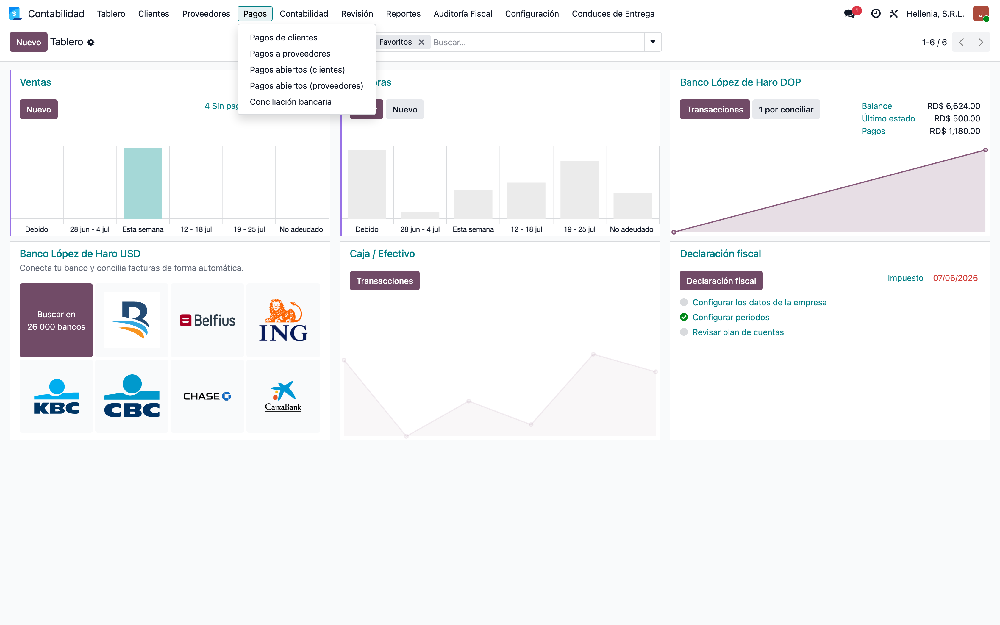 Contabilidad Tablero Clientes Proveedores Pagos Contabilidad Revisión Reportes Auditoría Fiscal Configuración Conduces de Entrega 1 Hellenia, S.R.L. J
Nuevo Tablero Favoritos Buscar... 1-6 / 6
Pagos de clientes
Pagos a proveedores
Pagos abiertos (clientes)
Pagos abiertos (proveedores)
Conciliación bancaria
Ventas
Nuevo
4 Sin pag
Debido 28 jun - 4 jul Esta semana 12 - 18 jul 19 - 25 jul No adeudado
ras
Nuevo
Debido 28 jun - 4 jul Esta semana 12 - 18 jul 19 - 25 jul No adeudado
Banco López de Haro DOP
Transacciones 1 por conciliar
Balance RD$ 6,624.00
Último estado RD$ 500.00
Pagos RD$ 1,180.00
Banco López de Haro USD
Conecta tu banco y concilia facturas de forma automática.
Buscar en
26 000 bancos
Belfius
ING
KBC
CBC
CHASE
CaixaBank
Caja / Efectivo
Transacciones
Declaración fiscal
Declaración fiscal
Impuesto 07/06/2026
Configurar los datos de la empresa
Configurar periodos
Revisar plan de cuentas